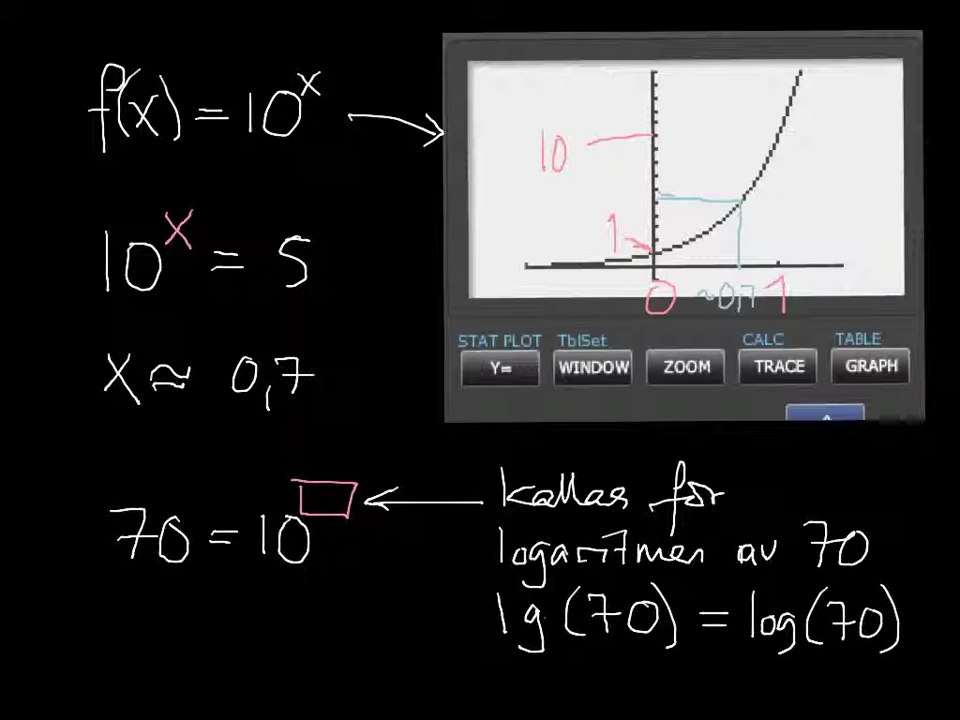 f(x) = 10^x
10^x = 5
x ≈ 0,7
70 = 10^□
10
1
0
~0,7
1
STAT PLOT TblSet CALC TABLE
Y= WINDOW ZOOM TRACE GRAPH
kallas för
logaritmen av 70
lg(70) = log(70)